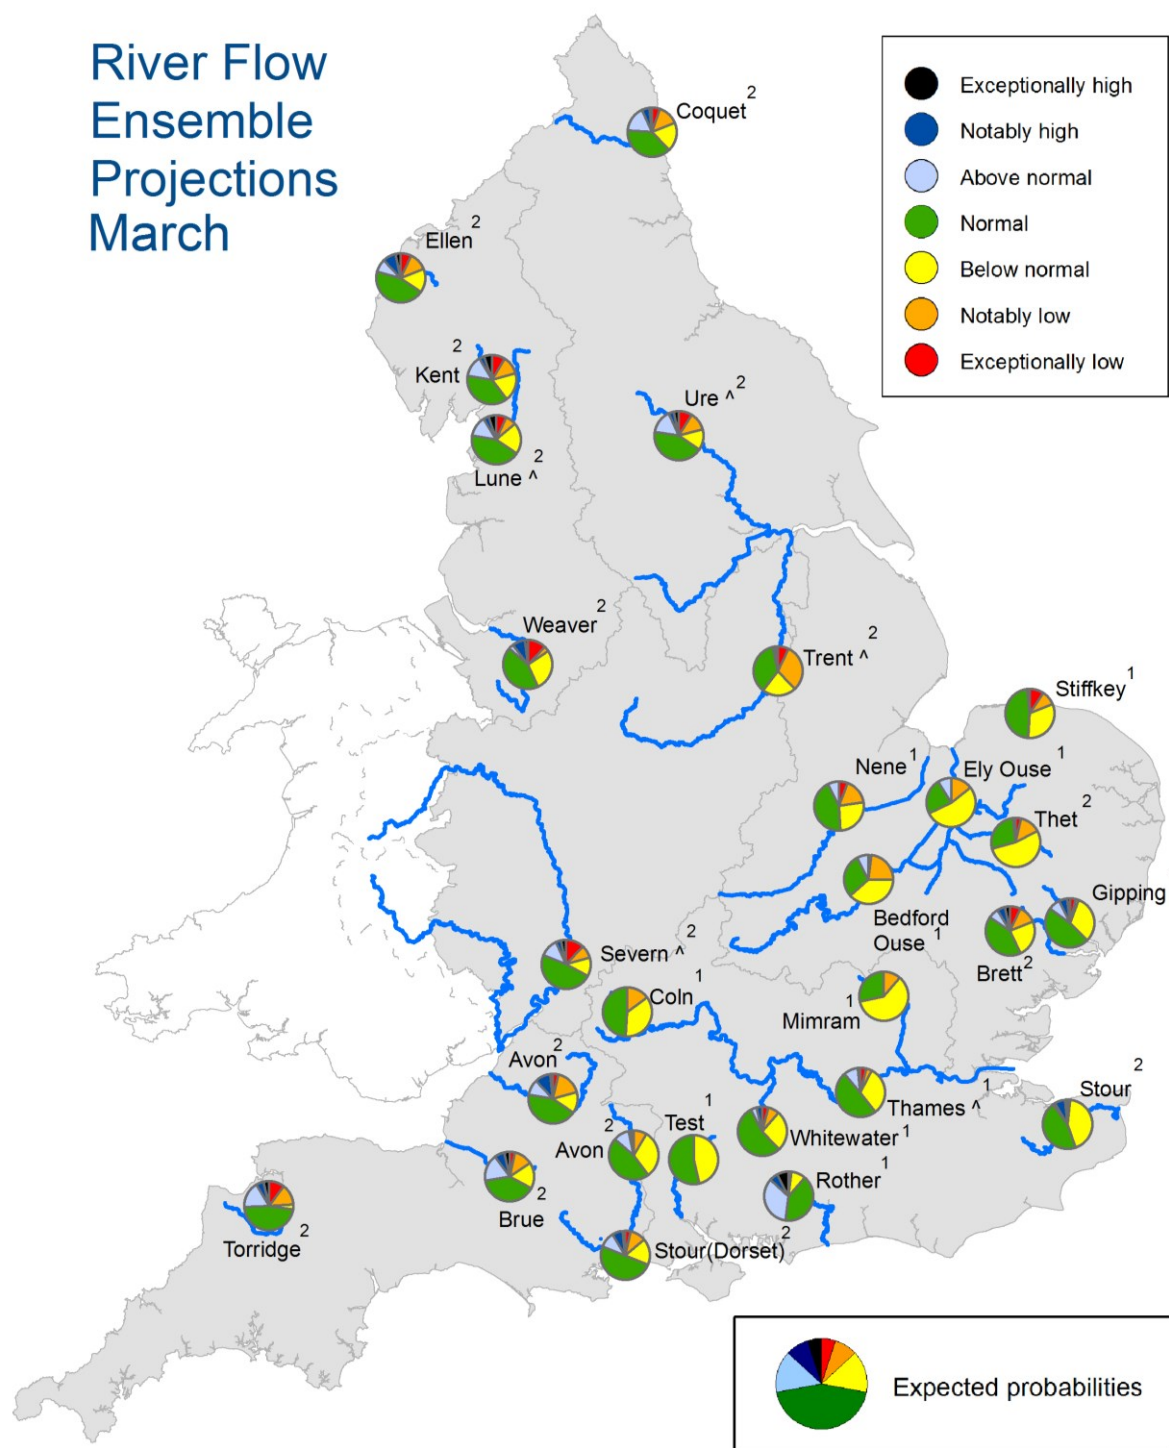 River Flow
Ensemble
Projections
March
Exceptionally high
Notably high
Above normal
Normal
Below normal
Notably low
Exceptionally low
Coquet 2
Ellen 2
Kent 2
Ure ^ 2
Lune ^ 2
Weaver 2
Trent ^ 2
Stiffkey 1
Nene 1
Ely Ouse 1
Thet 2
Gipping
Bedford
Ouse 1
Brett 2
Severn ^ 2
Coln 1
Mimram 1
Avon 2
Thames ^ 1
Stour 2
Avon 2
Test 1
Whitewater 1
Rother 1
Brue 2
Torridge 2
Stour(Dorset) 2
Expected probabilities